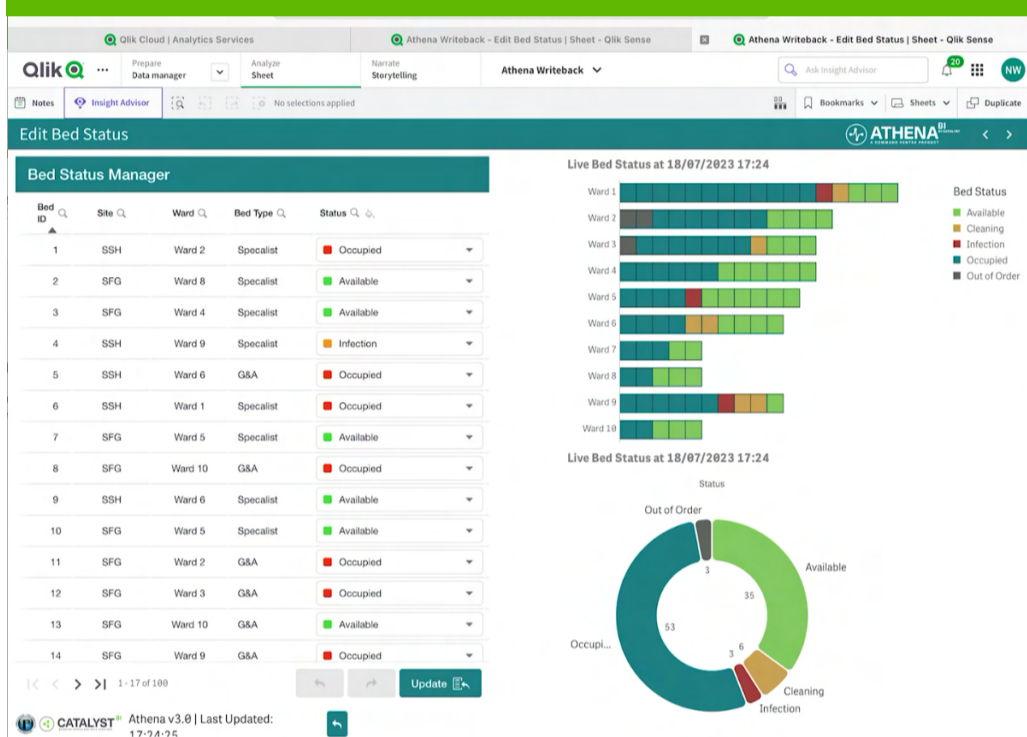 Qlik Cloud | Analytics Services
Athena Writeback - Edit Bed Status | Sheet - Qlik Sense
Athena Writeback - Edit Bed Status | Sheet - Qlik Sense
Qlik
Prepare
Data manager
Analyze
Sheet
Narrate
Storytelling
Athena Writeback
Ask Insight Advisor
20
NW
Notes
Insight Advisor
No selections applied
Bookmarks
Sheets
Duplicate
Edit Bed Status
ATHENA BI
A COMMAND CENTER PRODUCT
Bed Status Manager
Bed ID Site Ward Bed Type Status
1 SSH Ward 2 Specalist Occupied
2 SFG Ward 8 Specalist Available
3 SFG Ward 4 Specalist Available
4 SSH Ward 9 Specalist Infection
5 SSH Ward 6 G&A Occupied
6 SSH Ward 1 Specalist Occupied
7 SFG Ward 5 Specalist Available
8 SFG Ward 10 G&A Occupied
9 SSH Ward 6 Specalist Available
10 SFG Ward 5 Specalist Available
11 SFG Ward 2 G&A Occupied
12 SFG Ward 3 G&A Occupied
13 SFG Ward 10 G&A Available
14 SFG Ward 9 G&A Occupied
1 - 17 of 100
Update
CATALYST BI
Athena v3.0 | Last Updated:
17:24:25
Live Bed Status at 18/07/2023 17:24
Ward 1
Ward 2
Ward 3
Ward 4
Ward 5
Ward 6
Ward 7
Ward 8
Ward 9
Ward 10
Bed Status
Available
Cleaning
Infection
Occupied
Out of Order
Live Bed Status at 18/07/2023 17:24
Status
Out of Order
3
Available
35
53
Occupi...
6
3
Cleaning
Infection